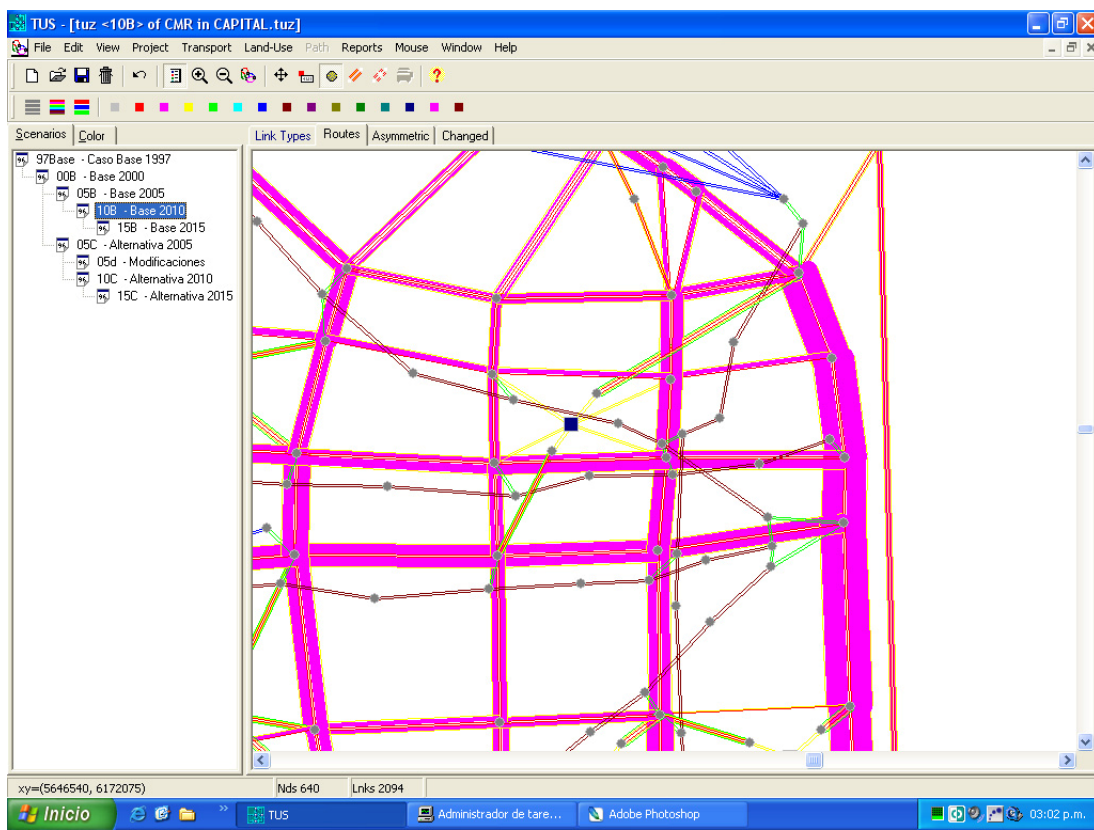 TUS - [tuz <10B> of CMR in CAPITAL.tuz]
File Edit View Project Transport Land-Use Path Reports Mouse Window Help
Scenarios Color
Link Types Routes Asymmetric Changed
97Base - Caso Base 1997
00B - Base 2000
05B - Base 2005
10B - Base 2010
15B - Base 2015
05C - Alternativa 2005
05d - Modificaciones
10C - Alternativa 2010
15C - Alternativa 2015
xy=(5646540, 6172075) Nds 640 Lnks 2094
Inicio » TUS Administrador de tare... Adobe Photoshop 03:02 p.m.